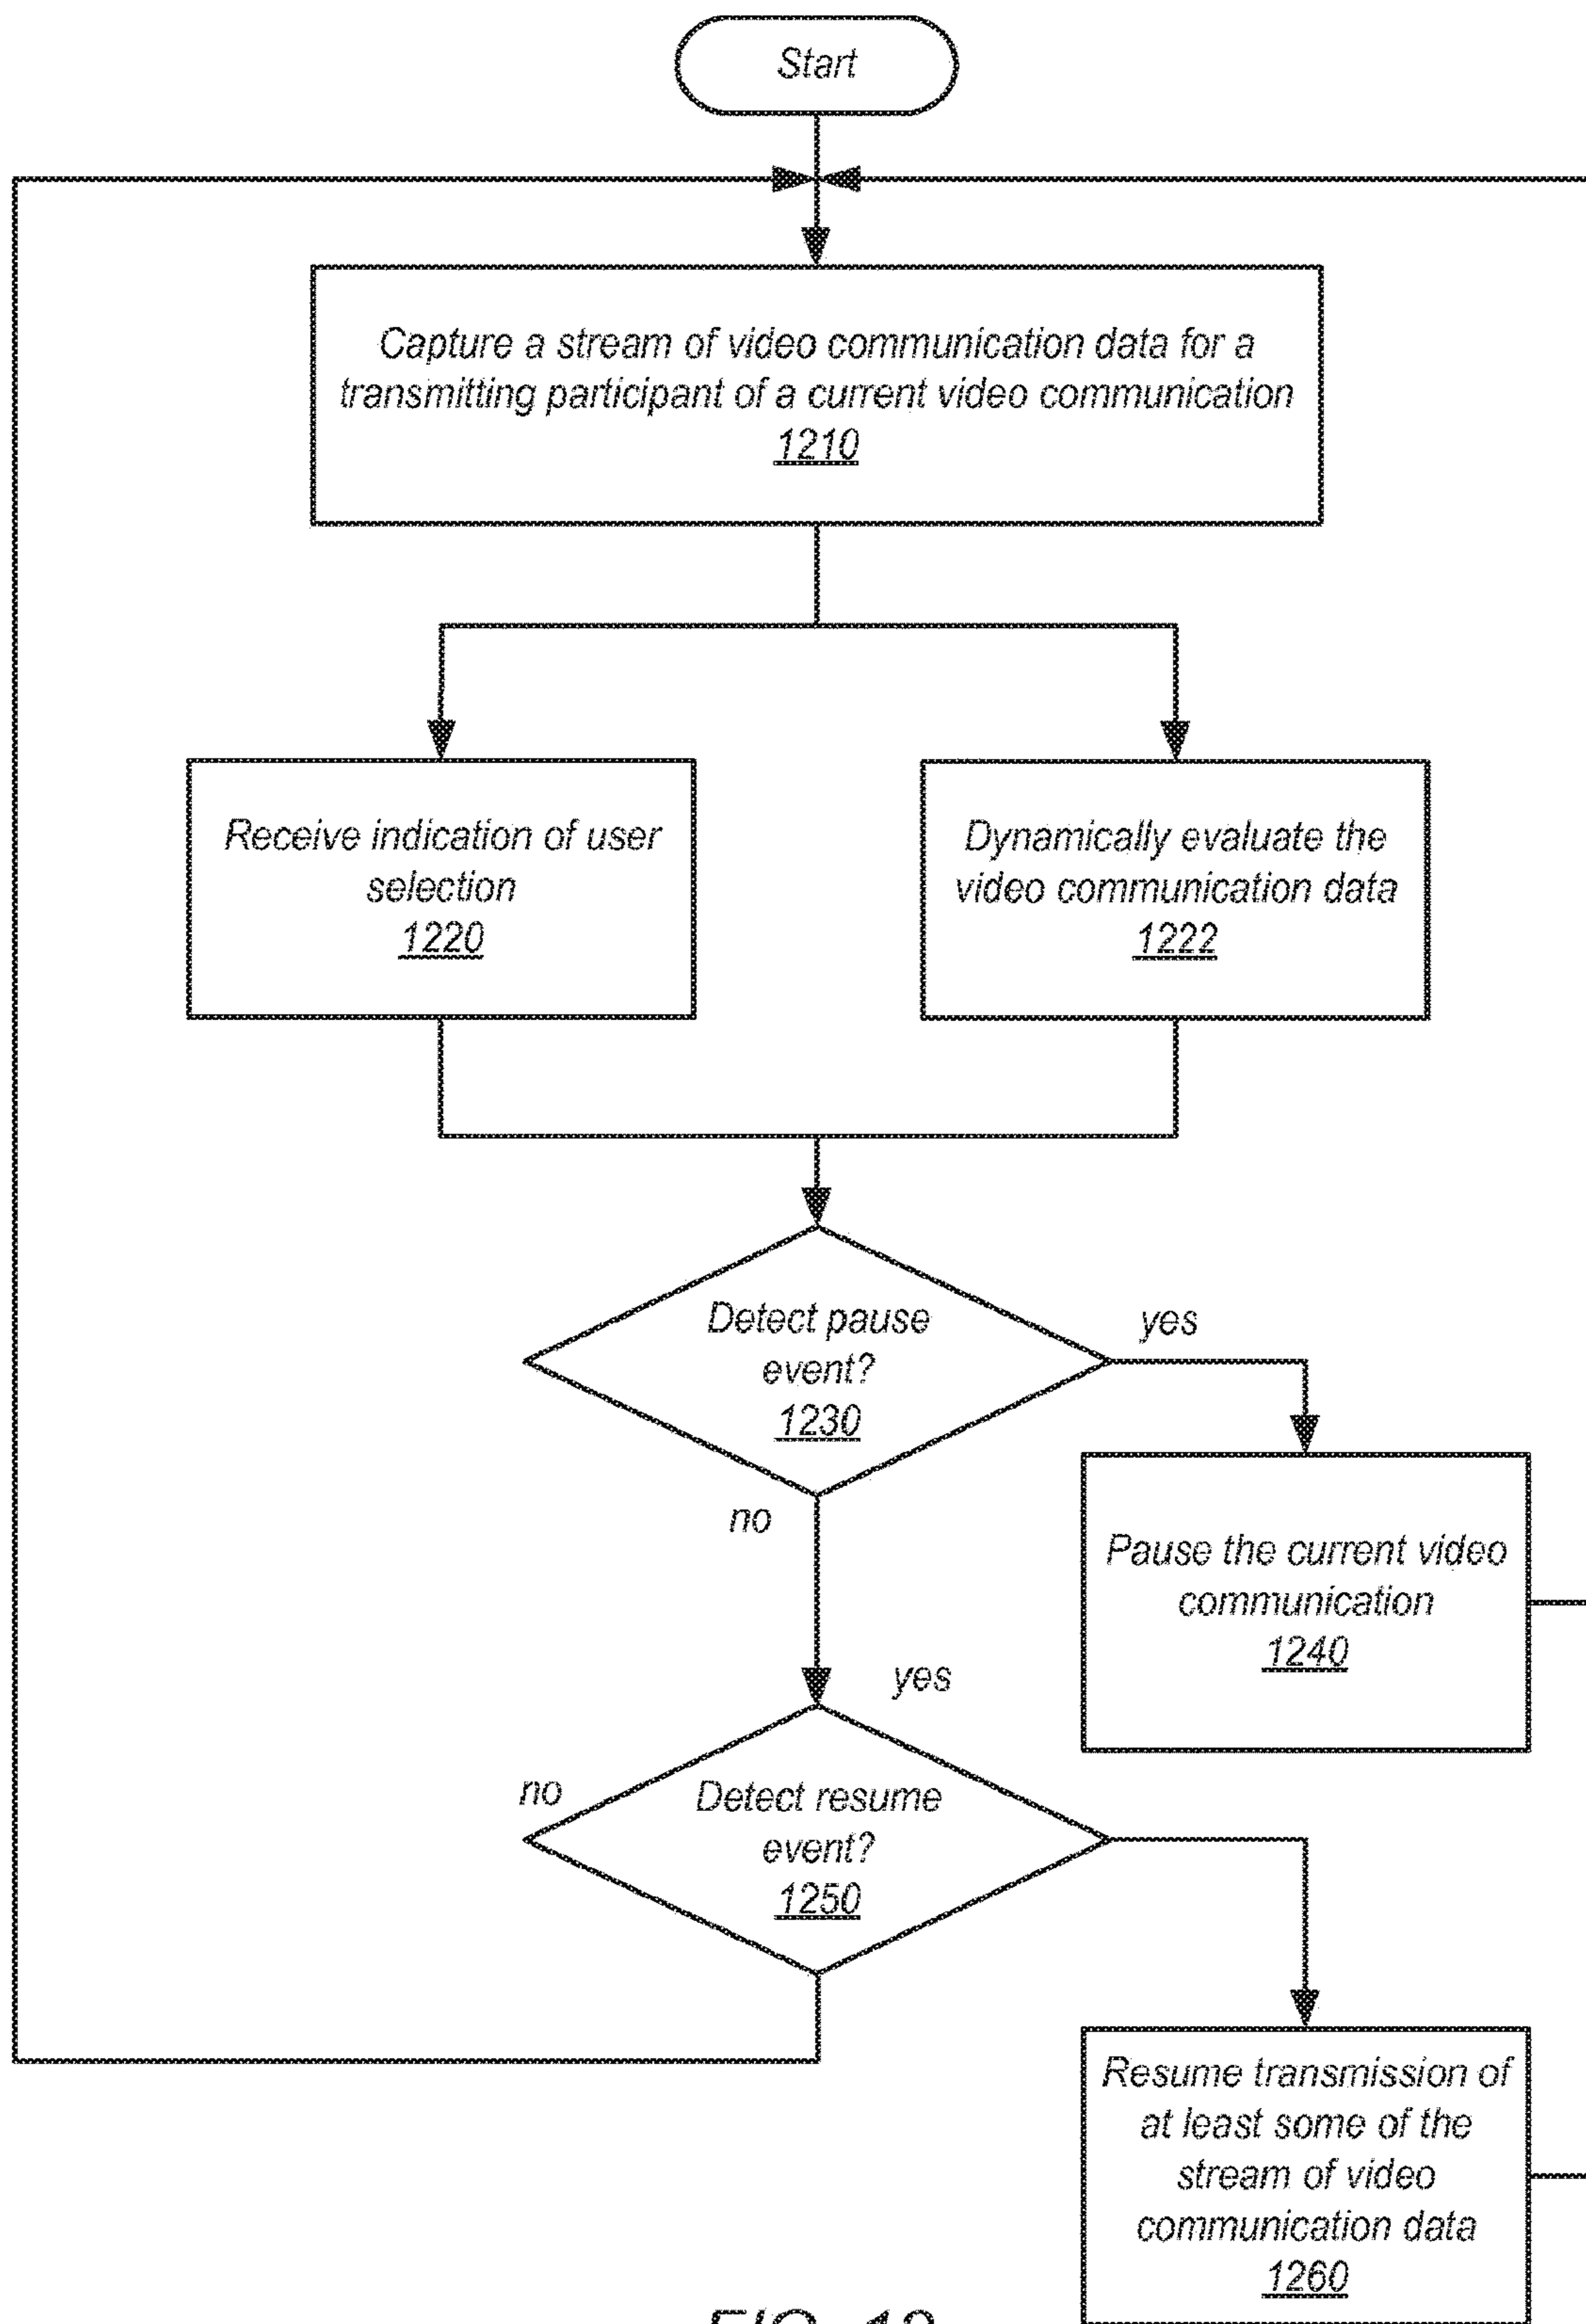 Start
Capture a stream of video communication data for a
transmitting participant of a current video communication
1210
Receive indication of user
selection
1220
Dynamically evaluate the
video communication data
1222
Detect pause
event?
1230
yes
no
Pause the current video
communication
1240
yes
no
Detect resume
event?
1250
Resume transmission of
at least some of the
stream of video
communication data
1260